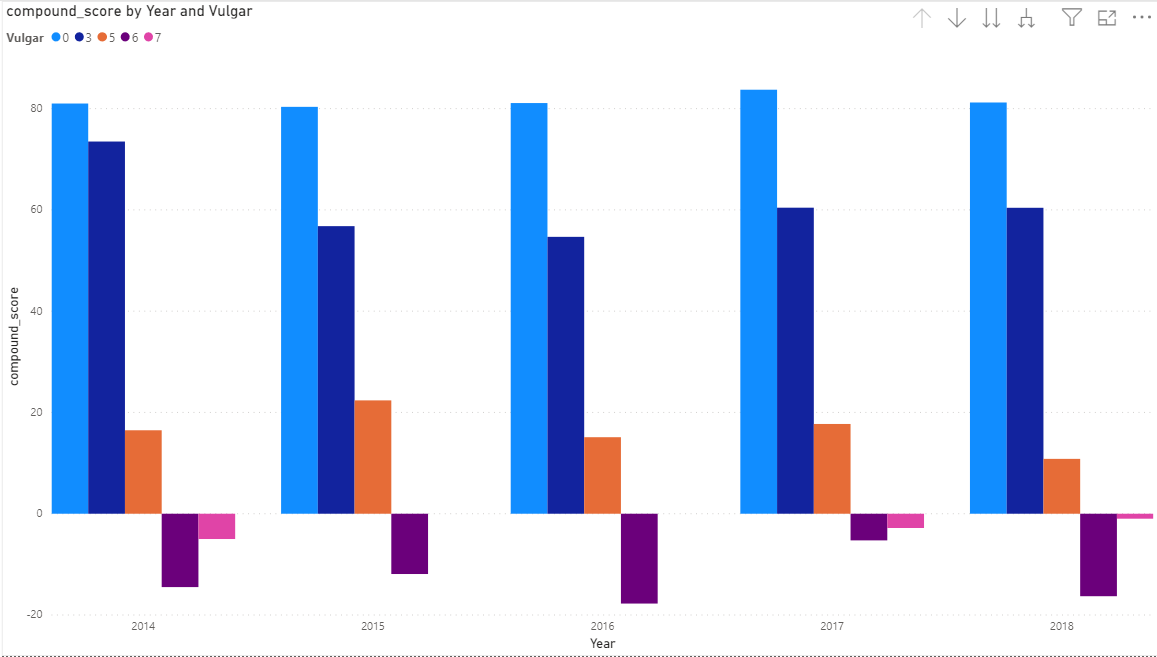 compound_score by Year and Vulgar
Vulgar 0 3 5 6 7
compound_score
80
60
40
20
0
-20
2014 2015 2016 2017 2018
Year